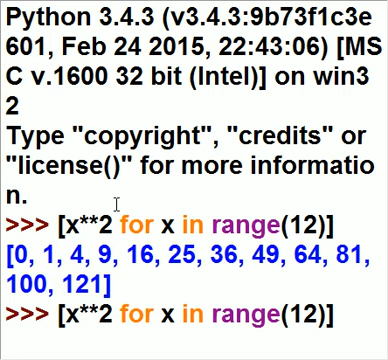 Python 3.4.3 (v3.4.3:9b73f1c3e
601, Feb 24 2015, 22:43:06) [MS
C v.1600 32 bit (Intel)] on win3
2
Type "copyright", "credits" or
"license()" for more informatio
n.
>>> [x**2 for x in range(12)]
[0, 1, 4, 9, 16, 25, 36, 49, 64, 81,
100, 121]
>>> [x**2 for x in range(12)]